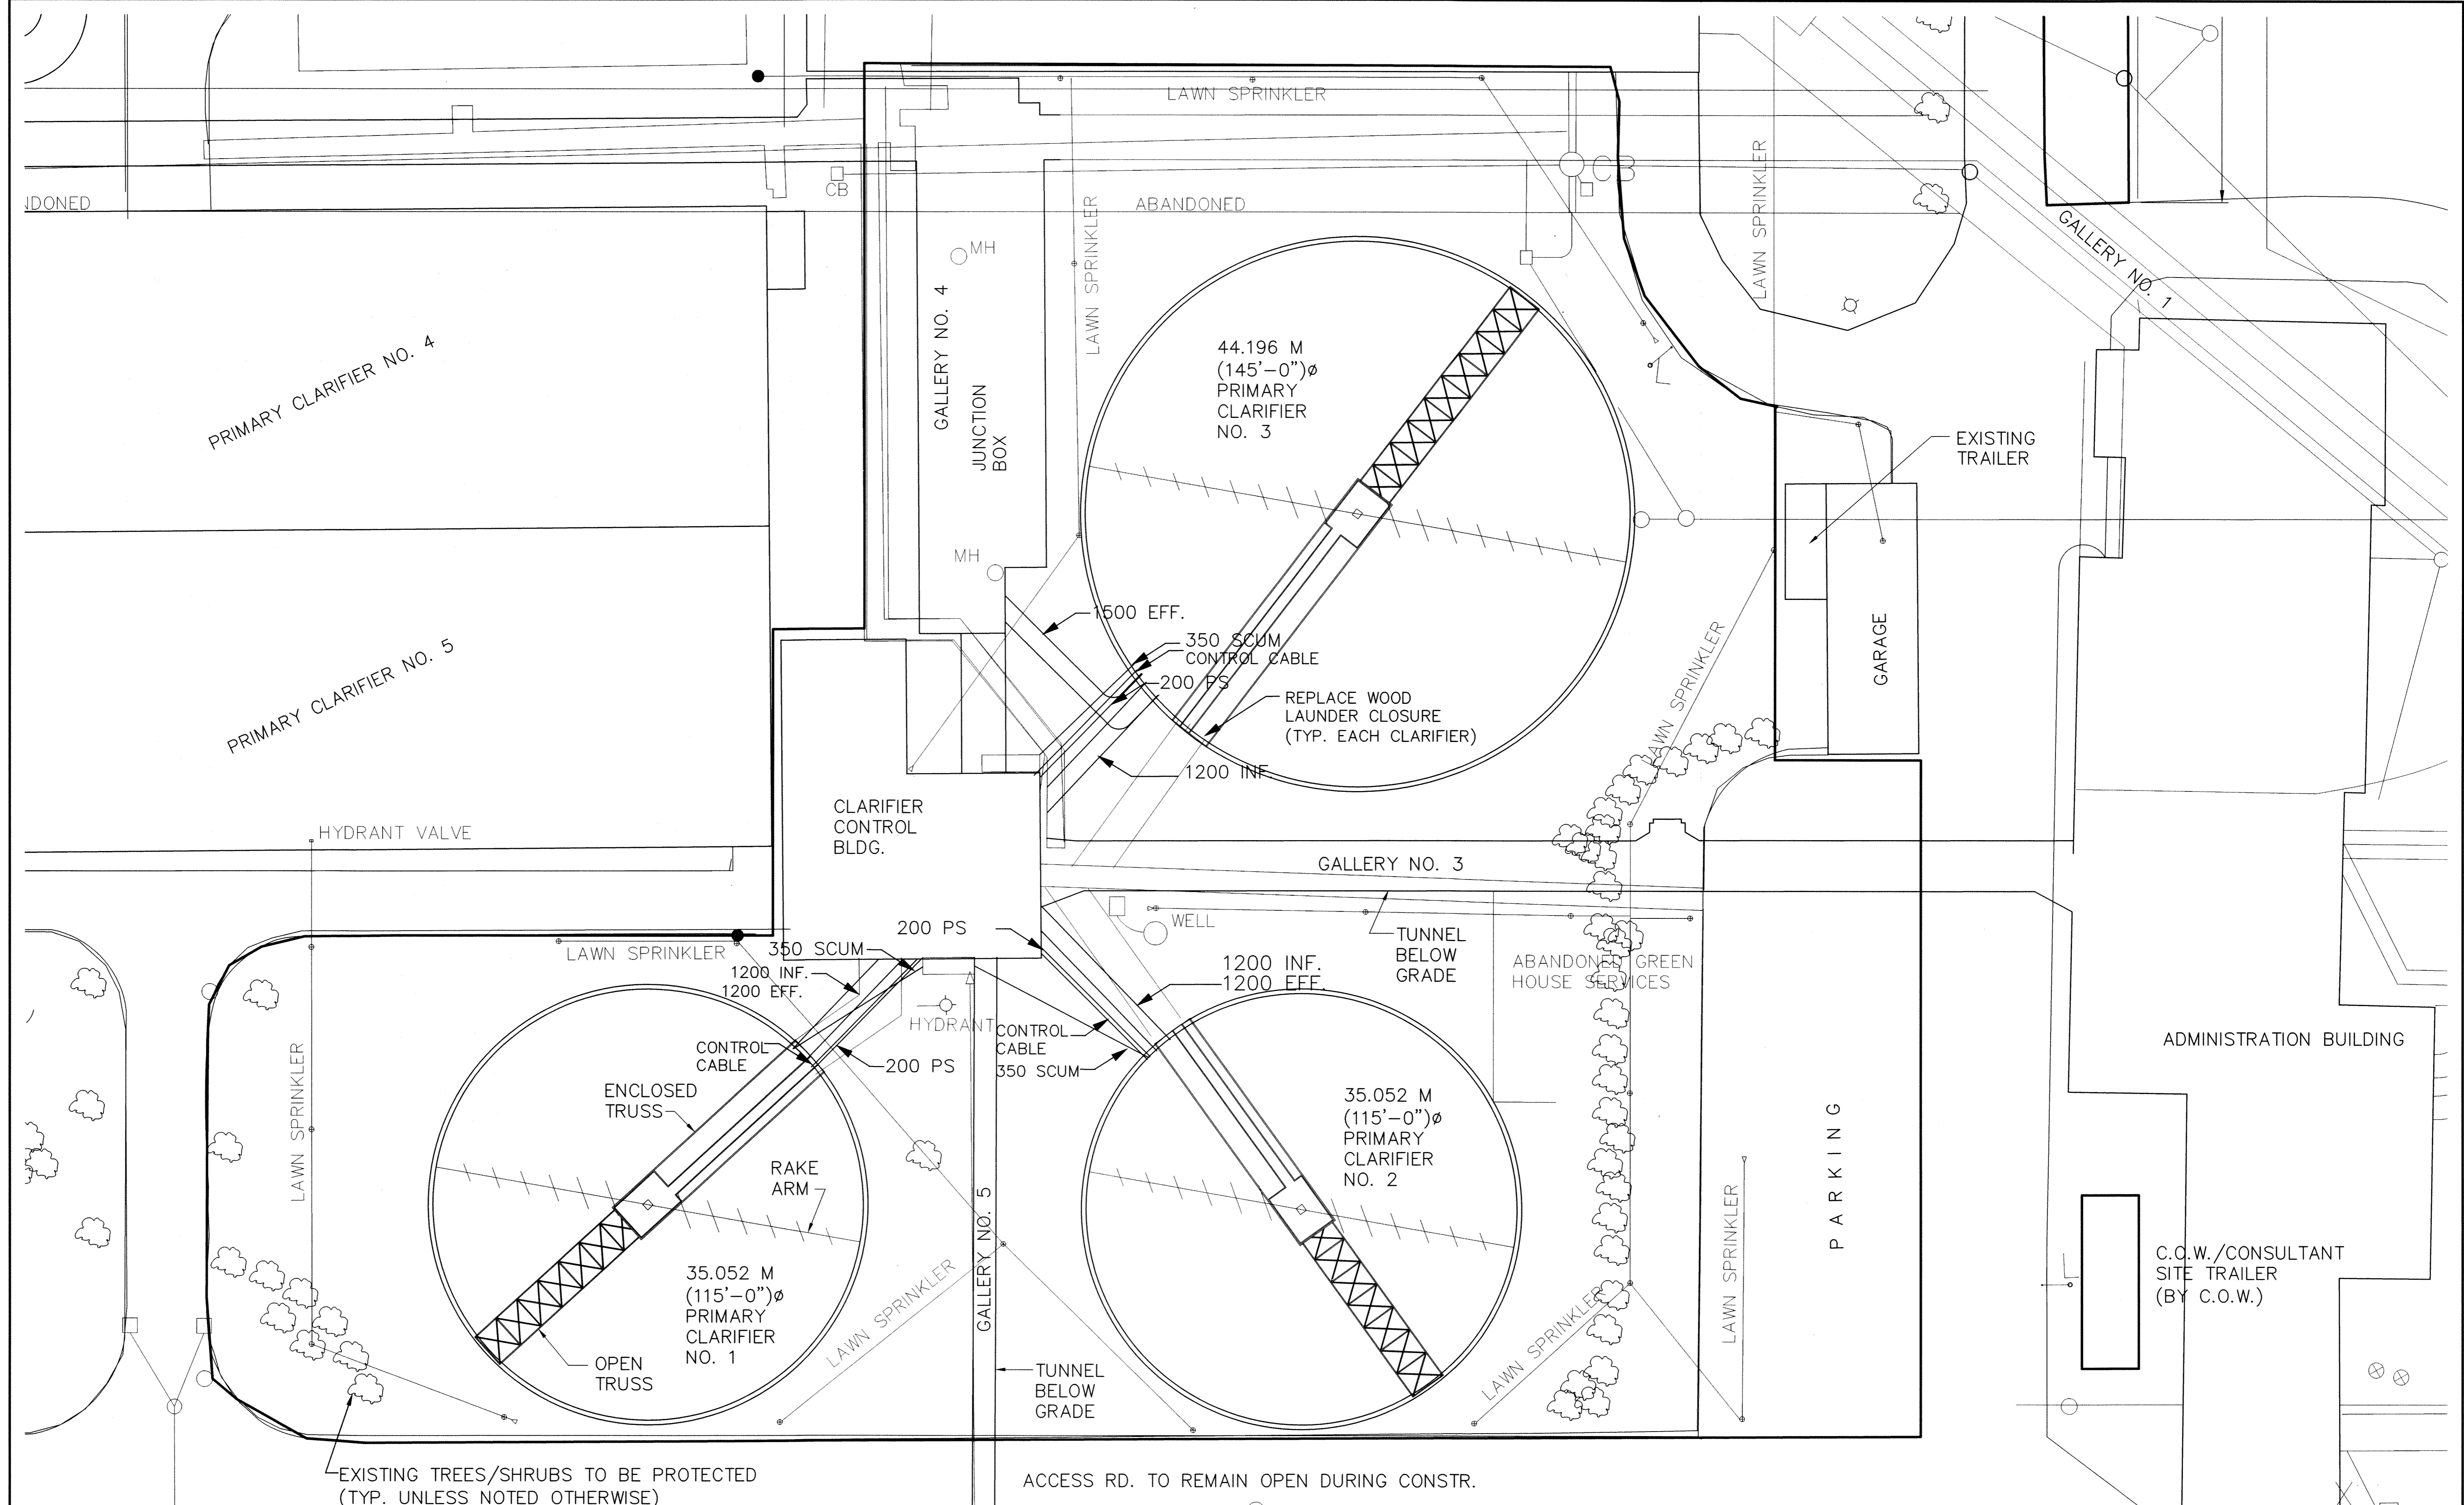 LAWN SPRINKLER
CB
CB
NDONED
ABANDONED
LAWN SPRINKLER
LAWN SPRINKLER
MH
GALLERY NO. 1
GALLERY NO. 4
JUNCTION
BOX
PRIMARY CLARIFIER NO. 4
44.196 M
(145'-0")ø
PRIMARY
CLARIFIER
NO. 3
EXISTING
TRAILER
MH
1500 EFF.
350 SCUM
CONTROL CABLE
200 PS
REPLACE WOOD
LAUNDER CLOSURE
(TYP. EACH CLARIFIER)
1200 INF.
LAWN SPRINKLER
GARAGE
PRIMARY CLARIFIER NO. 5
CLARIFIER
CONTROL
BLDG.
HYDRANT VALVE
GALLERY NO. 3
WELL
TUNNEL
BELOW
GRADE
ABANDONED GREEN
HOUSE SERVICES
200 PS
LAWN SPRINKLER
350 SCUM
1200 INF.
1200 EFF.
1200 INF.
1200 EFF.
HYDRANT
CONTROL
CABLE
350 SCUM
CONTROL
CABLE
200 PS
ENCLOSED
TRUSS
LAWN SPRINKLER
RAKE
ARM
35.052 M
(115'-0")ø
PRIMARY
CLARIFIER
NO. 2
ADMINISTRATION BUILDING
PARKING
GALLERY NO. 5
LAWN SPRINKLER
35.052 M
(115'-0")ø
PRIMARY
CLARIFIER
NO. 1
LAWN SPRINKLER
LAWN SPRINKLER
C.O.W./CONSULTANT
SITE TRAILER
(BY C.O.W.)
OPEN
TRUSS
TUNNEL
BELOW
GRADE
EXISTING TREES/SHRUBS TO BE PROTECTED
(TYP. UNLESS NOTED OTHERWISE)
ACCESS RD. TO REMAIN OPEN DURING CONSTR.